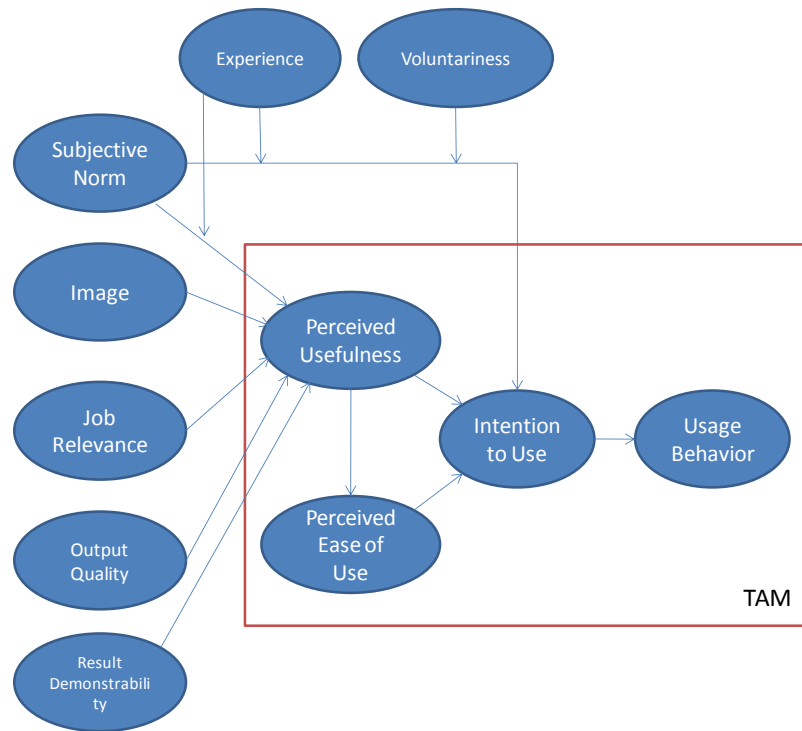 Experience
Voluntariness
Subjective
Norm
Image
Perceived
Usefulness
Job
Relevance
Intention
to Use
Usage
Behavior
Output
Quality
Perceived
Ease of
Use
TAM
Result
Demonstrabili
ty